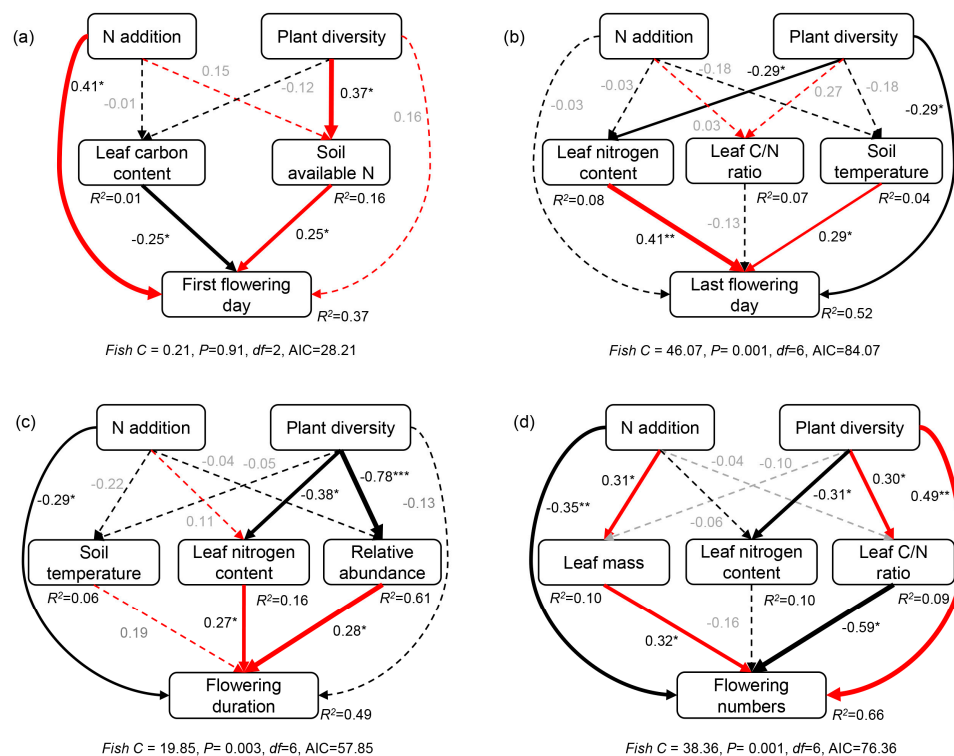 (a)
N addition
Plant diversity
0.41*
-0.01
0.15
-0.12
0.37*
0.16
Leaf carbon
content
Soil
available N
R²=0.01
R²=0.16
-0.25*
0.25*
First flowering
day
R²=0.37
Fish C = 0.21, P=0.91, df=2, AIC=28.21
(b)
N addition
Plant diversity
-0.03
-0.03
-0.29*
-0.18
0.03
0.27
-0.18
-0.29*
Leaf nitrogen
content
Leaf C/N
ratio
Soil
temperature
R²=0.08
R²=0.07
R²=0.04
0.41**
-0.13
0.29*
Last flowering
day
R²=0.52
Fish C = 46.07, P= 0.001, df=6, AIC=84.07
(c)
N addition
Plant diversity
-0.29*
-0.22
0.11
-0.04
-0.05
-0.38*
-0.78***
-0.13
Soil
temperature
Leaf nitrogen
content
Relative
abundance
R²=0.06
R²=0.16
R²=0.61
0.19
0.27*
0.28*
Flowering
duration
R²=0.49
Fish C = 19.85, P= 0.003, df=6, AIC=57.85
(d)
N addition
Plant diversity
-0.35**
0.31*
-0.06
-0.04
-0.10
-0.31*
0.30*
0.49**
Leaf mass
Leaf nitrogen
content
Leaf C/N
ratio
R²=0.10
R²=0.10
R²=0.09
0.32*
-0.16
-0.59*
Flowering
numbers
R²=0.66
Fish C = 38.36, P= 0.001, df=6, AIC=76.36